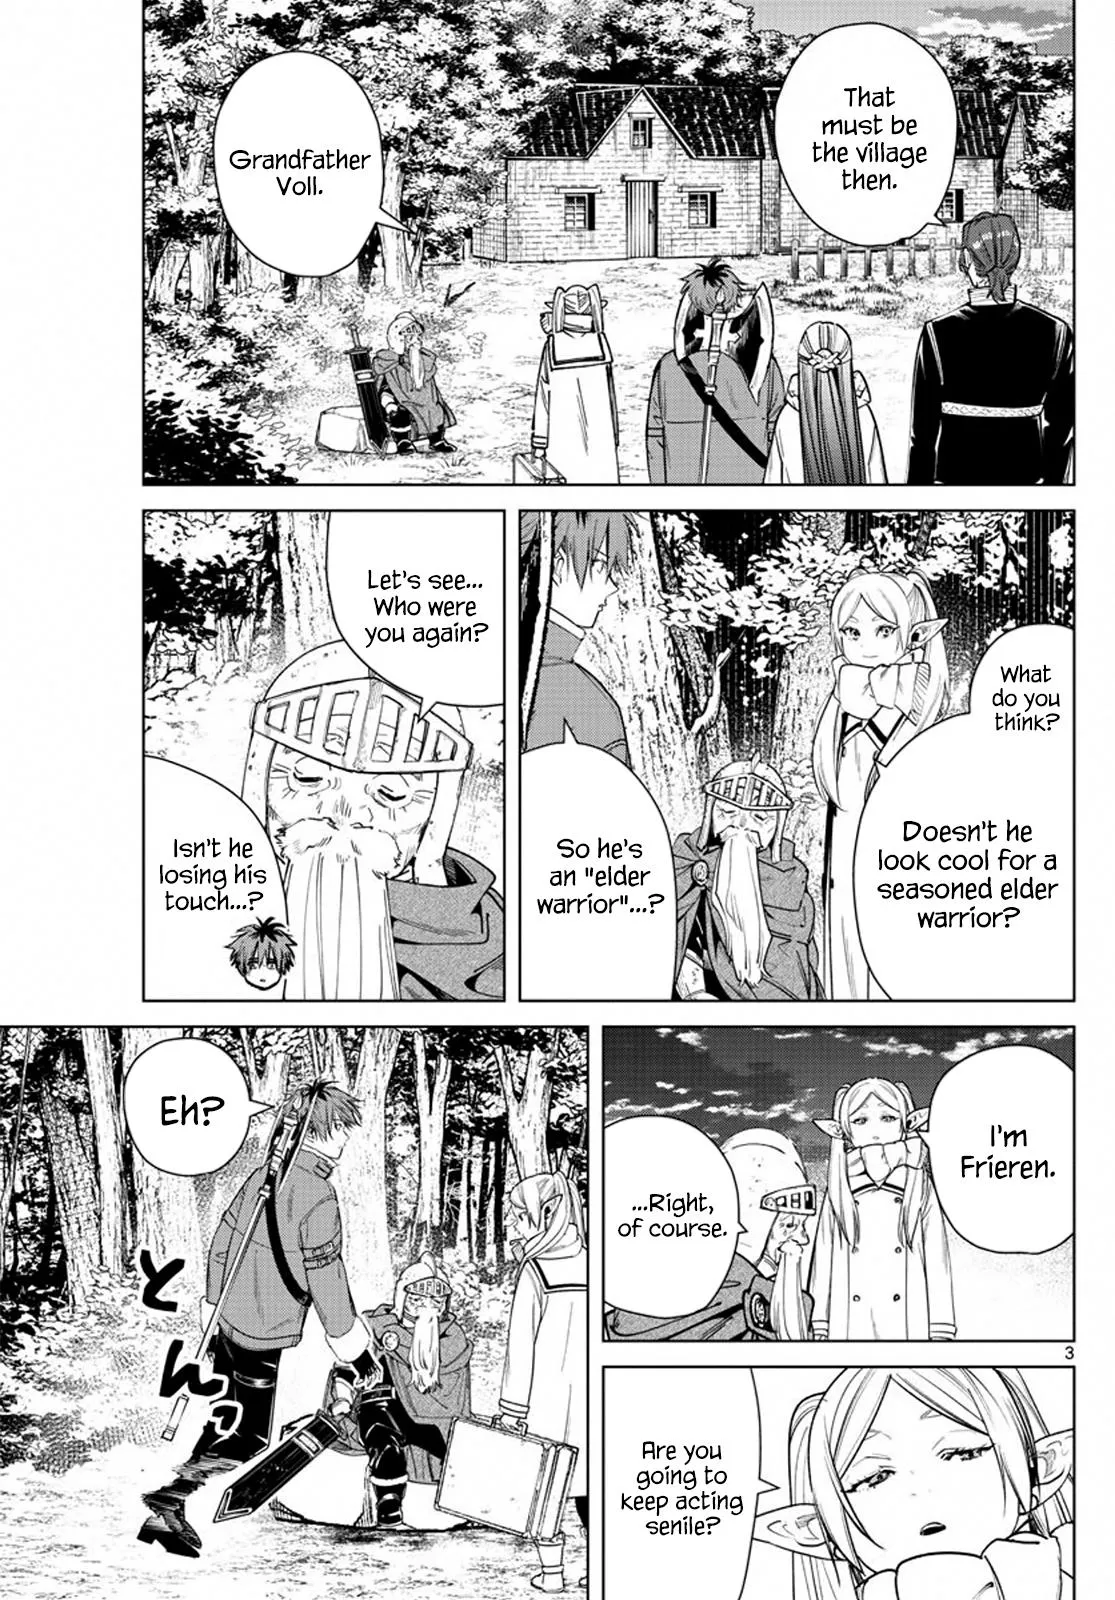 That
must be
the village
then.
Grandfather
Voll.
What
do you
think?
Doesn't he
look cool for a
seasoned elder
warrior?
So he's
an "elder
warrior"...?
Let's see...
Who were
you again?
Isn't he
losing his
touch...?
I'm
Frieren.
...Right,
of course.
3
Are you
going to
keep acting
senile?
Eh?
とんっ